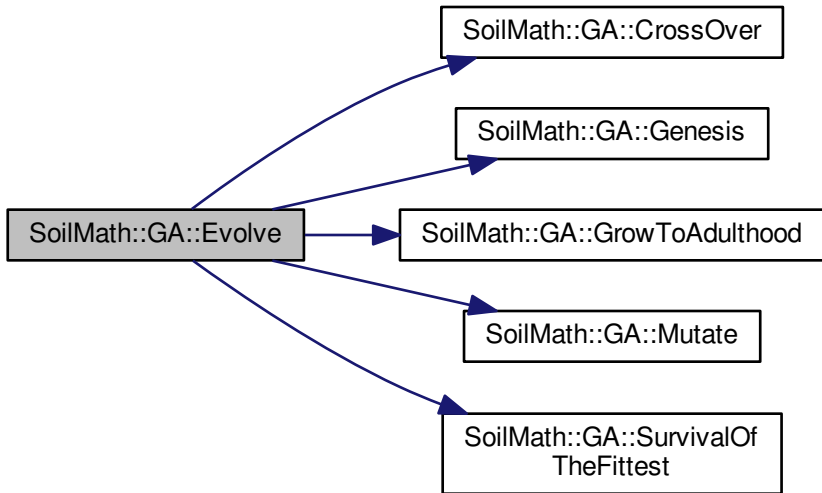 SoilMath::GA::CrossOver
SoilMath::GA::Genesis
SoilMath::GA::Evolve
SoilMath::GA::GrowToAdulthood
SoilMath::GA::Mutate
SoilMath::GA::SurvivalOf
TheFittest